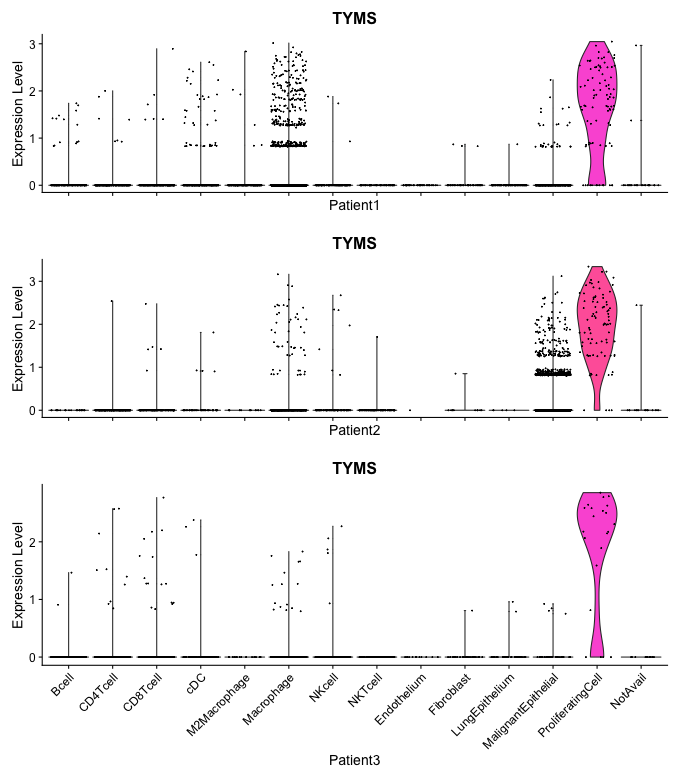 TYMS
Expression Level
3
2
1
0
Patient1
TYMS
Expression Level
3
2
1
0
Patient2
TYMS
Expression Level
2
1
0
Bcell
CD4Tcell
CD8Tcell
cDC
M2Macrophage
Macrophage
NKcell
NKTcell
Endothelium
Fibroblast
LungEpithelium
MalignantEpithelial
ProliferatingCell
NotAvail
Patient3